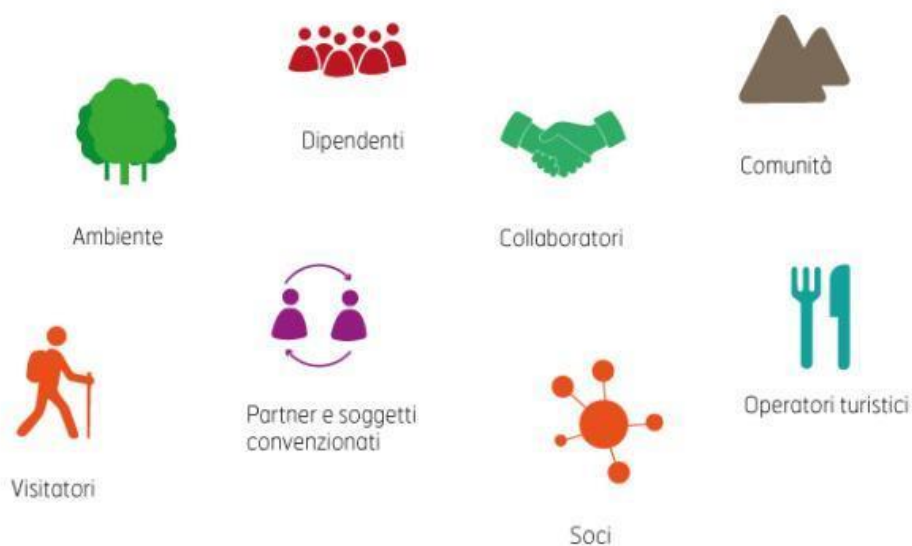 Dipendenti
Comunità
Ambiente
Collaboratori
Partner e soggetti
convenzionati
Operatori turistici
Visitatori
Soci